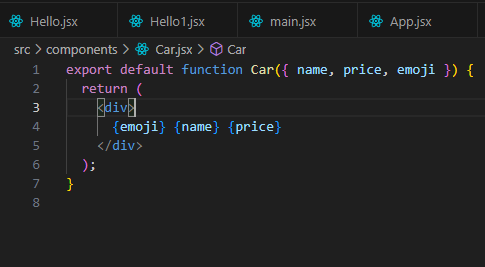 Hello.jsx Hello1.jsx main.jsx App.jsx
src > components > Car.jsx > Car
1 export default function Car({ name, price, emoji }) {
2   return (
3     <div>
4       {emoji} {name} {price}
5     </div>
6   );
7 }
8